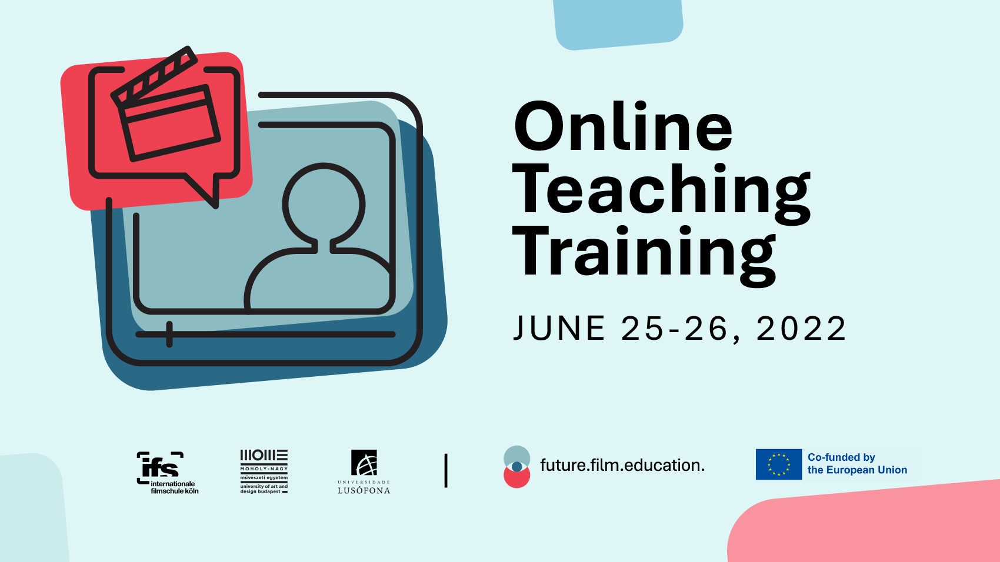 Online
Teaching
Training
JUNE 25-26, 2022
ifs
internationale
filmschule köln
MOME
MOHOLY-NAGY
művészeti egyetem
university of art and
design budapest
UNIVERSIDADE
LUSÓFONA
future.film.education.
Co-funded by
the European Union